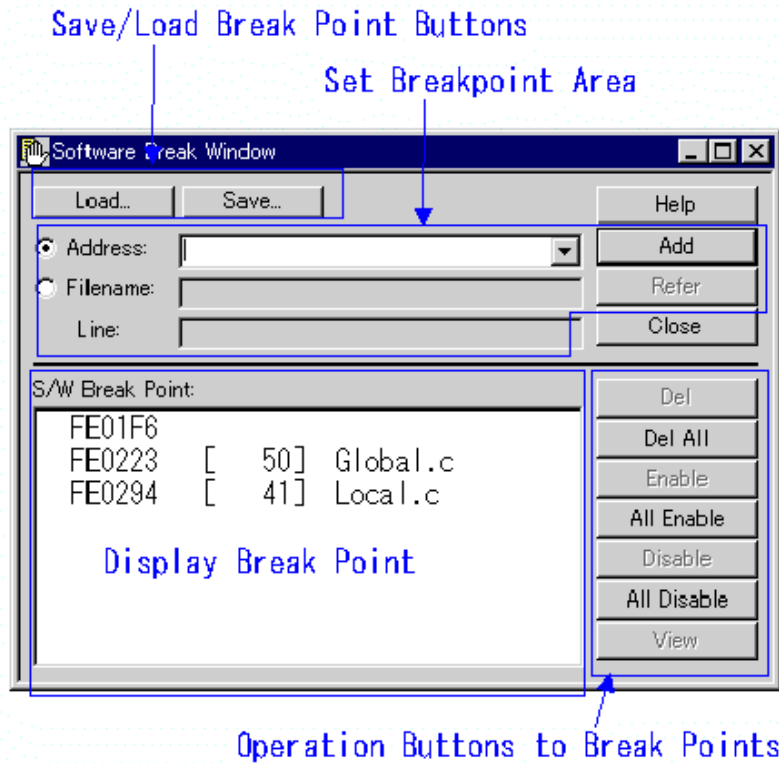 Save/Load Break Point Buttons
Set Breakpoint Area
Software Break Window
Load... Save... Help
Address: Add
Filename: Refer
Line: Close
S/W Break Point: Del
FE01F6
Del All
FE0223 [ 50] Global.c
Enable
FE0294 [ 41] Local.c
All Enable
Display Break Point Disable
All Disable
View
Operation Buttons to Break Points